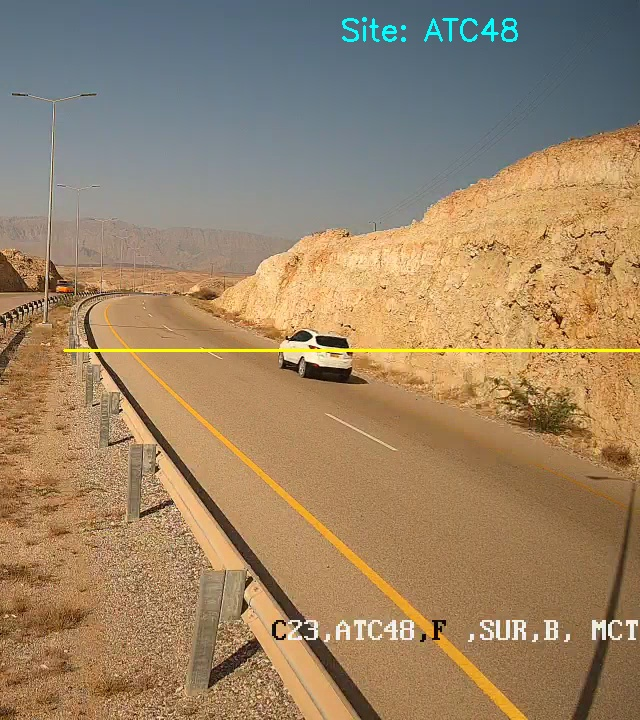 Site: ATC48
C23,ATC48,F ,SUR,B, MCT